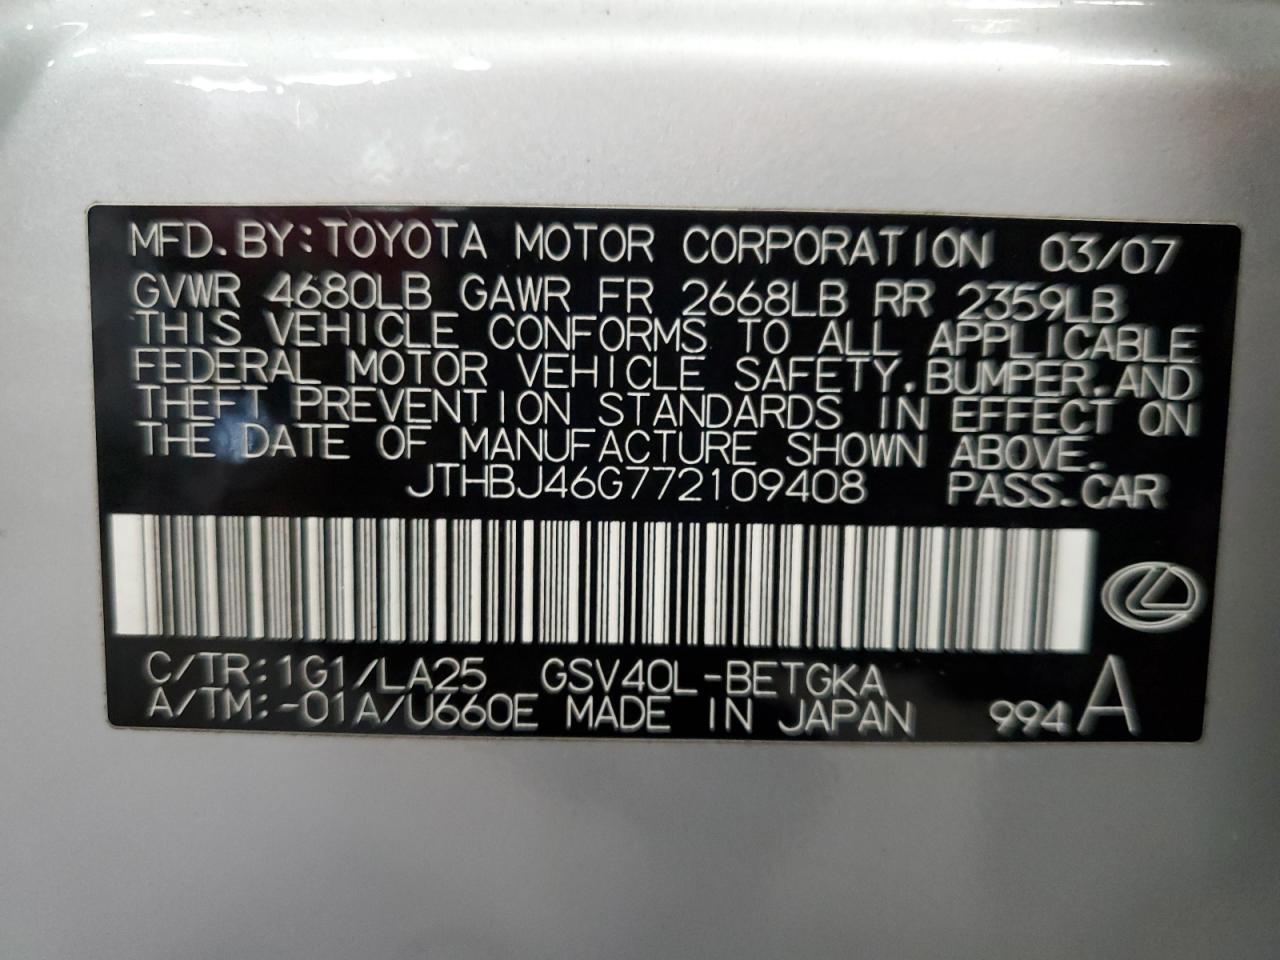 MFD.BY:TOYOTA MOTOR CORPORATION 03/07
GVWR 4680LB GAWR FR 2668LB RR 2359LB
THIS VEHICLE CONFORMS TO ALL APPLICABLE
FEDERAL MOTOR VEHICLE SAFETY,BUMPER,AND
THEFT PREVENTION STANDARDS IN EFFECT ON
THE DATE OF MANUFACTURE SHOWN ABOVE.
JTHBJ46G772109408 PASS.CAR
C/TR:1G1/LA25 GSV40L-BETGKA
A/TM:-01A/U660E MADE IN JAPAN 994 A